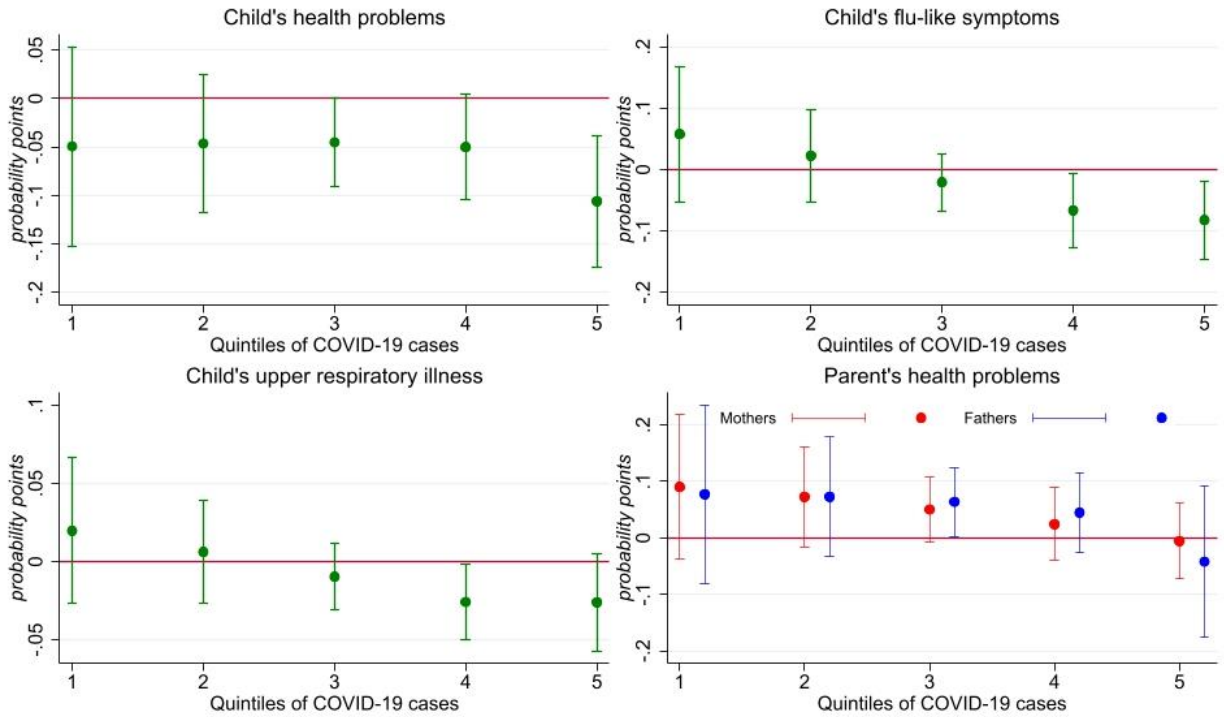 Child's health problems
probability points
.05
0
-.05
-.1
-.15
-.2
1 2 3 4 5
Quintiles of COVID-19 cases
Child's flu-like symptoms
probability points
.2
.1
0
-.1
-.2
1 2 3 4 5
Quintiles of COVID-19 cases
Child's upper respiratory illness
probability points
.1
.05
0
-.05
1 2 3 4 5
Quintiles of COVID-19 cases
Parent's health problems
Mothers Fathers
probability points
.2
.1
0
-.1
-.2
1 2 3 4 5
Quintiles of COVID-19 cases